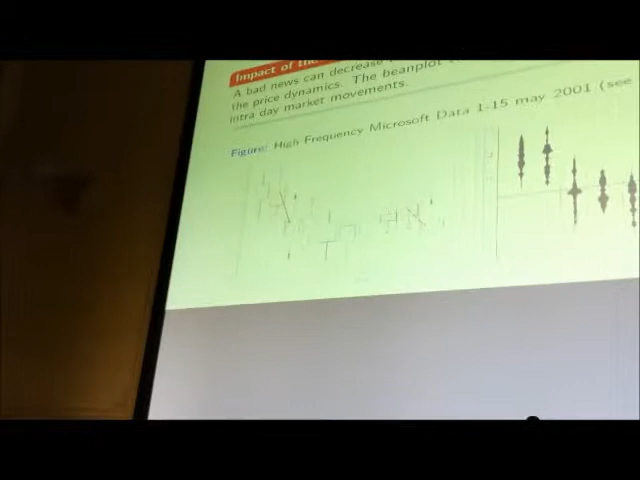 Impact of the
A bad news can decrease
the price dynamics. The beanplot
intra day market movements.
Figure: High Frequency Microsoft Data 1-15 may 2001 (see